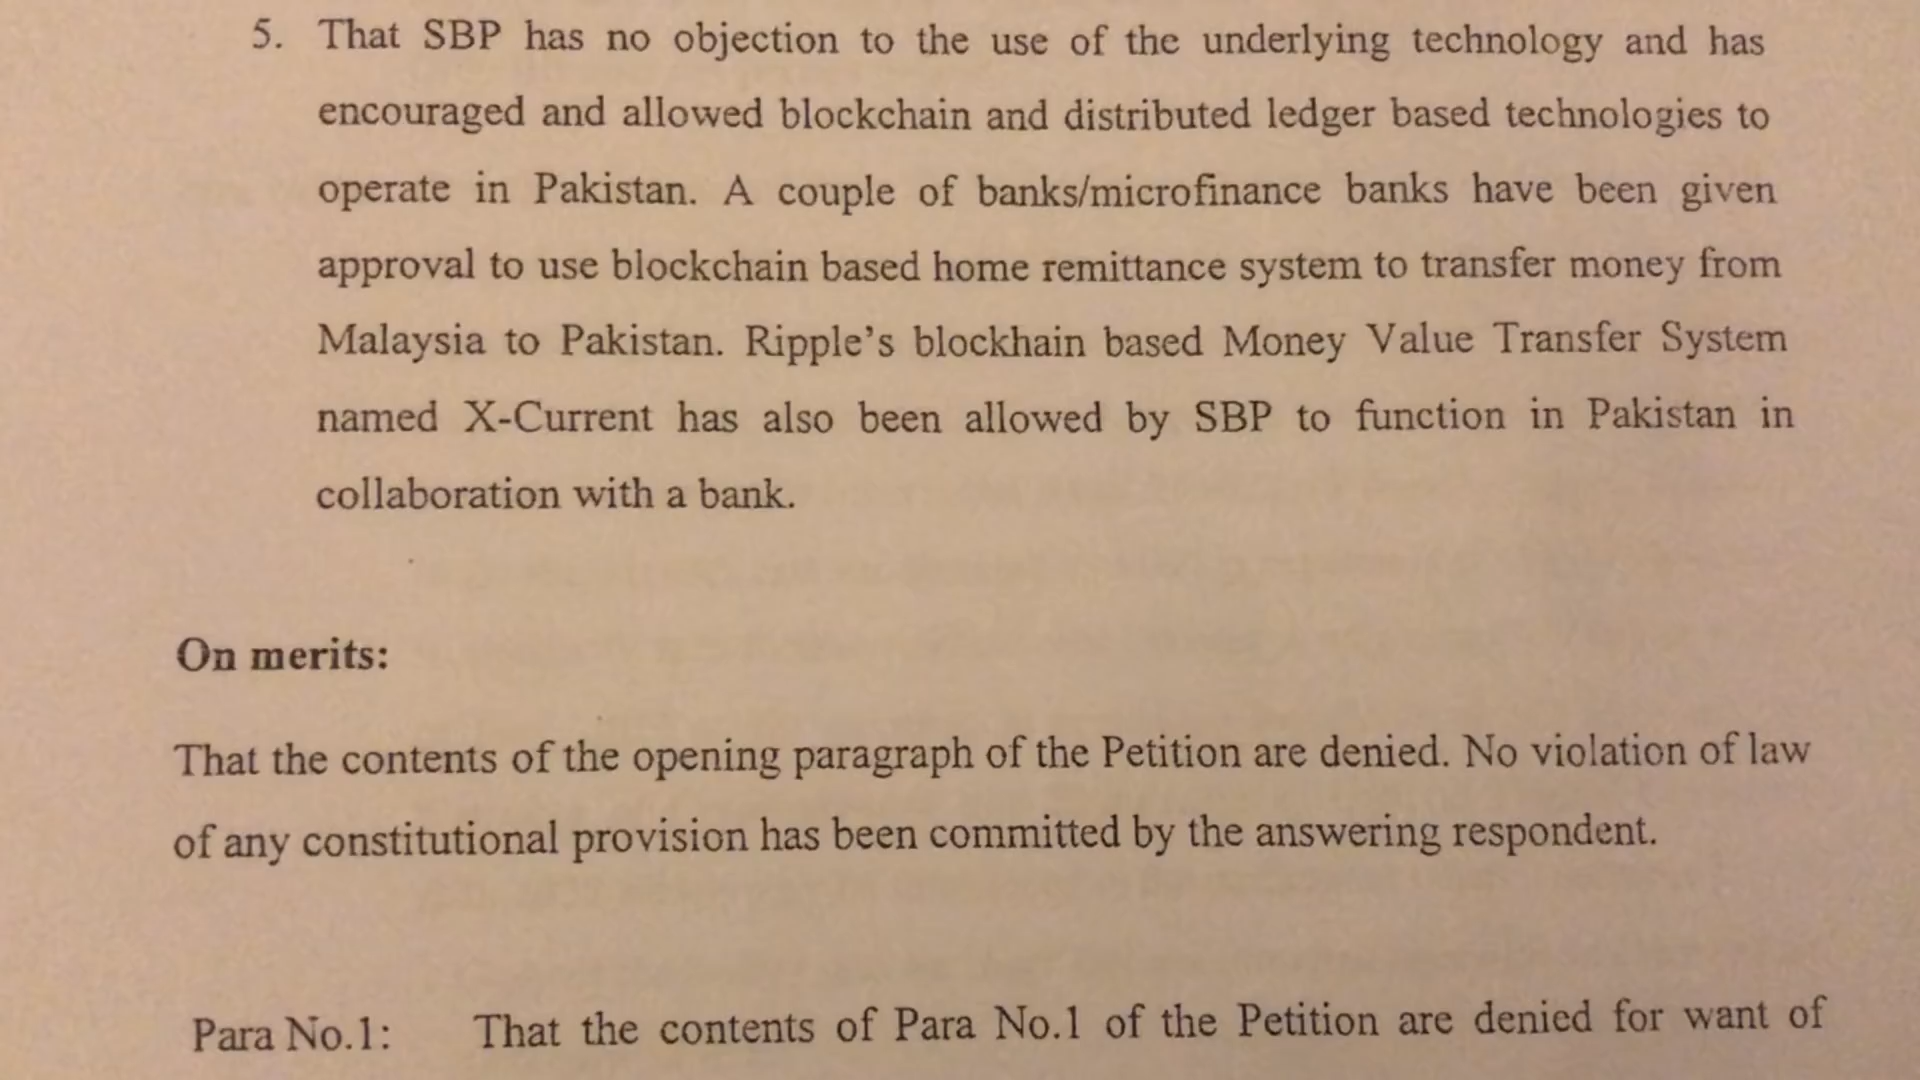 5. That SBP has no objection to the use of the underlying technology and has
encouraged and allowed blockchain and distributed ledger based technologies to
operate in Pakistan. A couple of banks/microfinance banks have been given
approval to use blockchain based home remittance system to transfer money from
Malaysia to Pakistan. Ripple's blockhain based Money Value Transfer System
named X-Current has also been allowed by SBP to function in Pakistan in
collaboration with a bank.
On merits:
That the contents of the opening paragraph of the Petition are denied. No violation of law
of any constitutional provision has been committed by the answering respondent.
Para No.1: That the contents of Para No.1 of the Petition are denied for want of